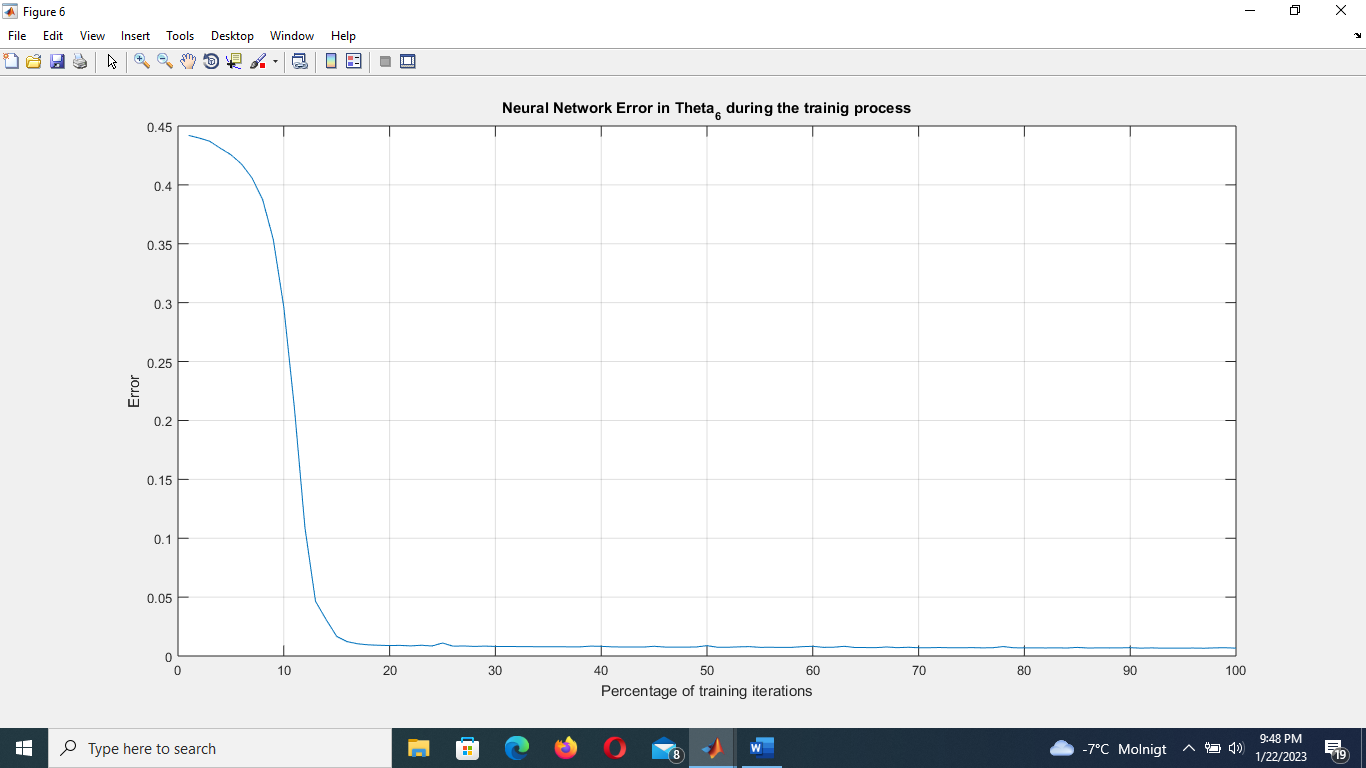 Figure 6
File Edit View Insert Tools Desktop Window Help
Neural Network Error in Theta6 during the trainig process
0.45
0.4
0.35
0.3
0.25
0.2
0.15
0.1
0.05
0
Error
0 10 20 30 40 50 60 70 80 90 100
Percentage of training iterations
Type here to search
8
W
-7°C Molnigt
9:48 PM
1/22/2023
19